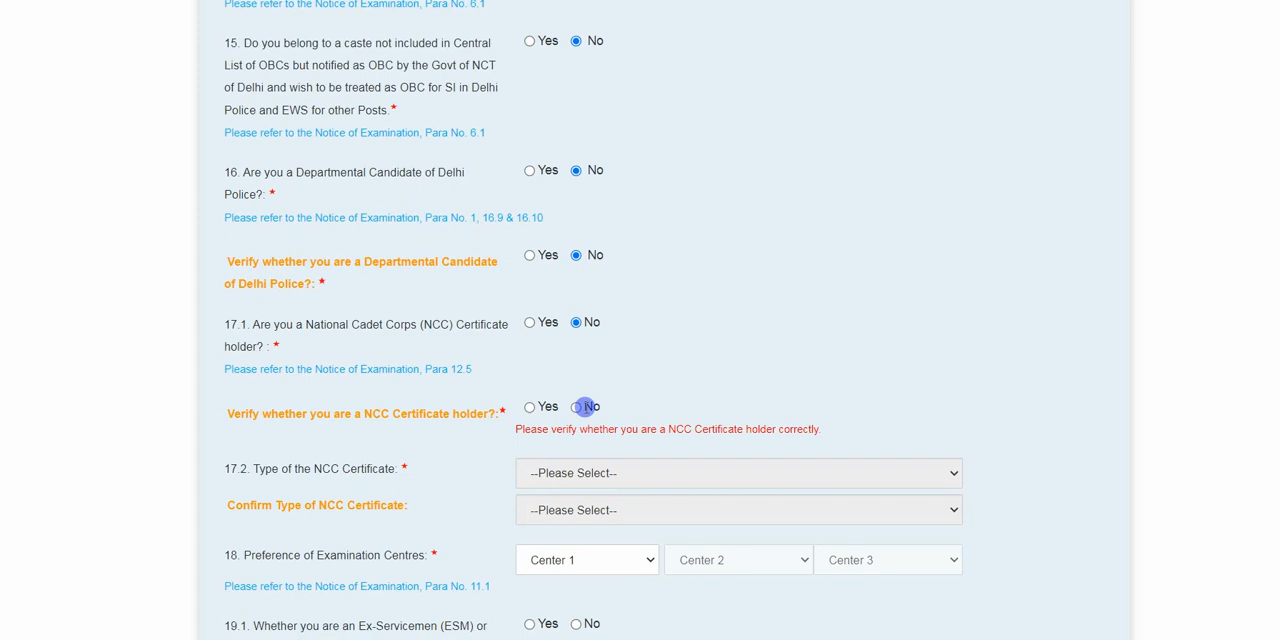 Please refer to the Notice of Examination, Para No. 6.1
15. Do you belong to a caste not included in Central
List of OBCs but notified as OBC by the Govt of NCT
of Delhi and wish to be treated as OBC for SI in Delhi
Police and EWS for other Posts.*
Yes No
Please refer to the Notice of Examination, Para No. 6.1
16. Are you a Departmental Candidate of Delhi
Police?: *
Yes No
Please refer to the Notice of Examination, Para No. 1, 16.9 & 16.10
Verify whether you are a Departmental Candidate
of Delhi Police?: *
Yes No
17.1. Are you a National Cadet Corps (NCC) Certificate
holder? : *
Yes No
Please refer to the Notice of Examination, Para 12.5
Verify whether you are a NCC Certificate holder?:*
Yes No
Please verify whether you are a NCC Certificate holder correctly.
17.2. Type of the NCC Certificate: *
--Please Select--
Confirm Type of NCC Certificate:
--Please Select--
18. Preference of Examination Centres: *
Center 1 Center 2 Center 3
Please refer to the Notice of Examination, Para No. 11.1
19.1. Whether you are an Ex-Servicemen (ESM) or
Yes No